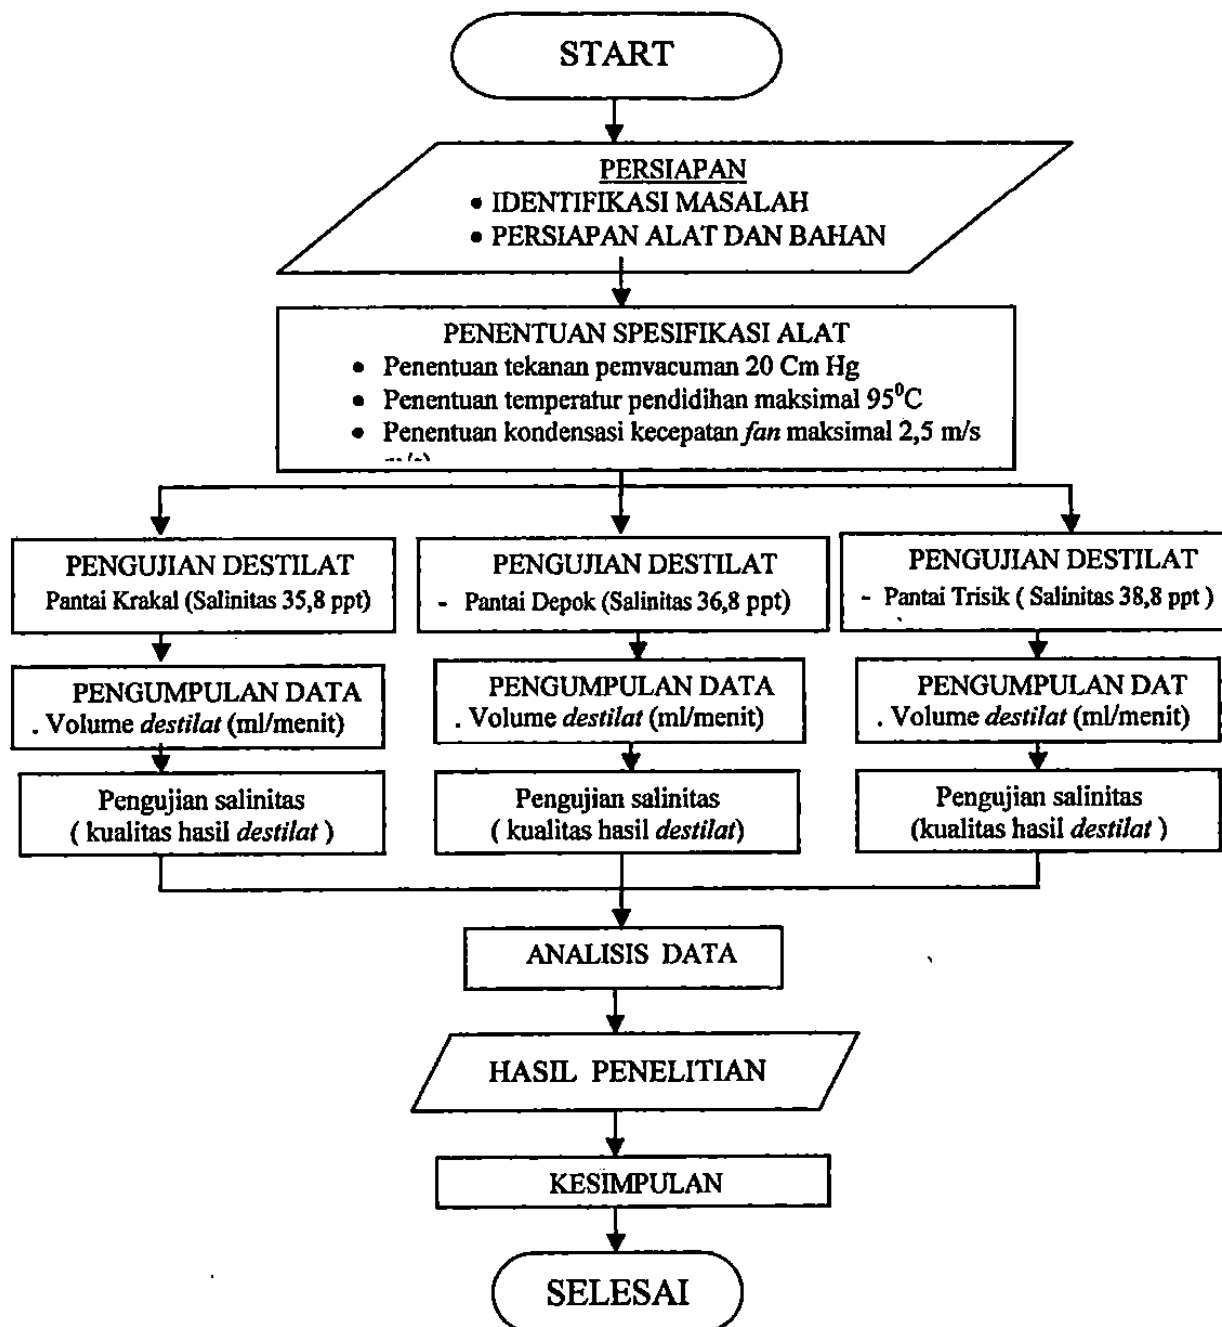 START
PERSIAPAN
• IDENTIFIKASI MASALAH
• PERSIAPAN ALAT DAN BAHAN
PENENTUAN SPESIFIKASI ALAT
• Penentuan tekanan pemvacuman 20 Cm Hg
• Penentuan temperatur pendidihan maksimal 95⁰C
• Penentuan kondensasi kecepatan fan maksimal 2,5 m/s
PENGUJIAN DESTILAT
Pantai Krakal (Salinitas 35,8 ppt)
PENGUJIAN DESTILAT
- Pantai Depok (Salinitas 36,8 ppt)
PENGUJIAN DESTILAT
- Pantai Trisik ( Salinitas 38,8 ppt )
PENGUMPULAN DATA
. Volume destilat (ml/menit)
PENGUMPULAN DATA
. Volume destilat (ml/menit)
PENGUMPULAN DAT
. Volume destilat (ml/menit)
Pengujian salinitas
( kualitas hasil destilat )
Pengujian salinitas
( kualitas hasil destilat)
Pengujian salinitas
(kualitas hasil destilat )
ANALISIS DATA
HASIL PENELITIAN
KESIMPULAN
SELESAI